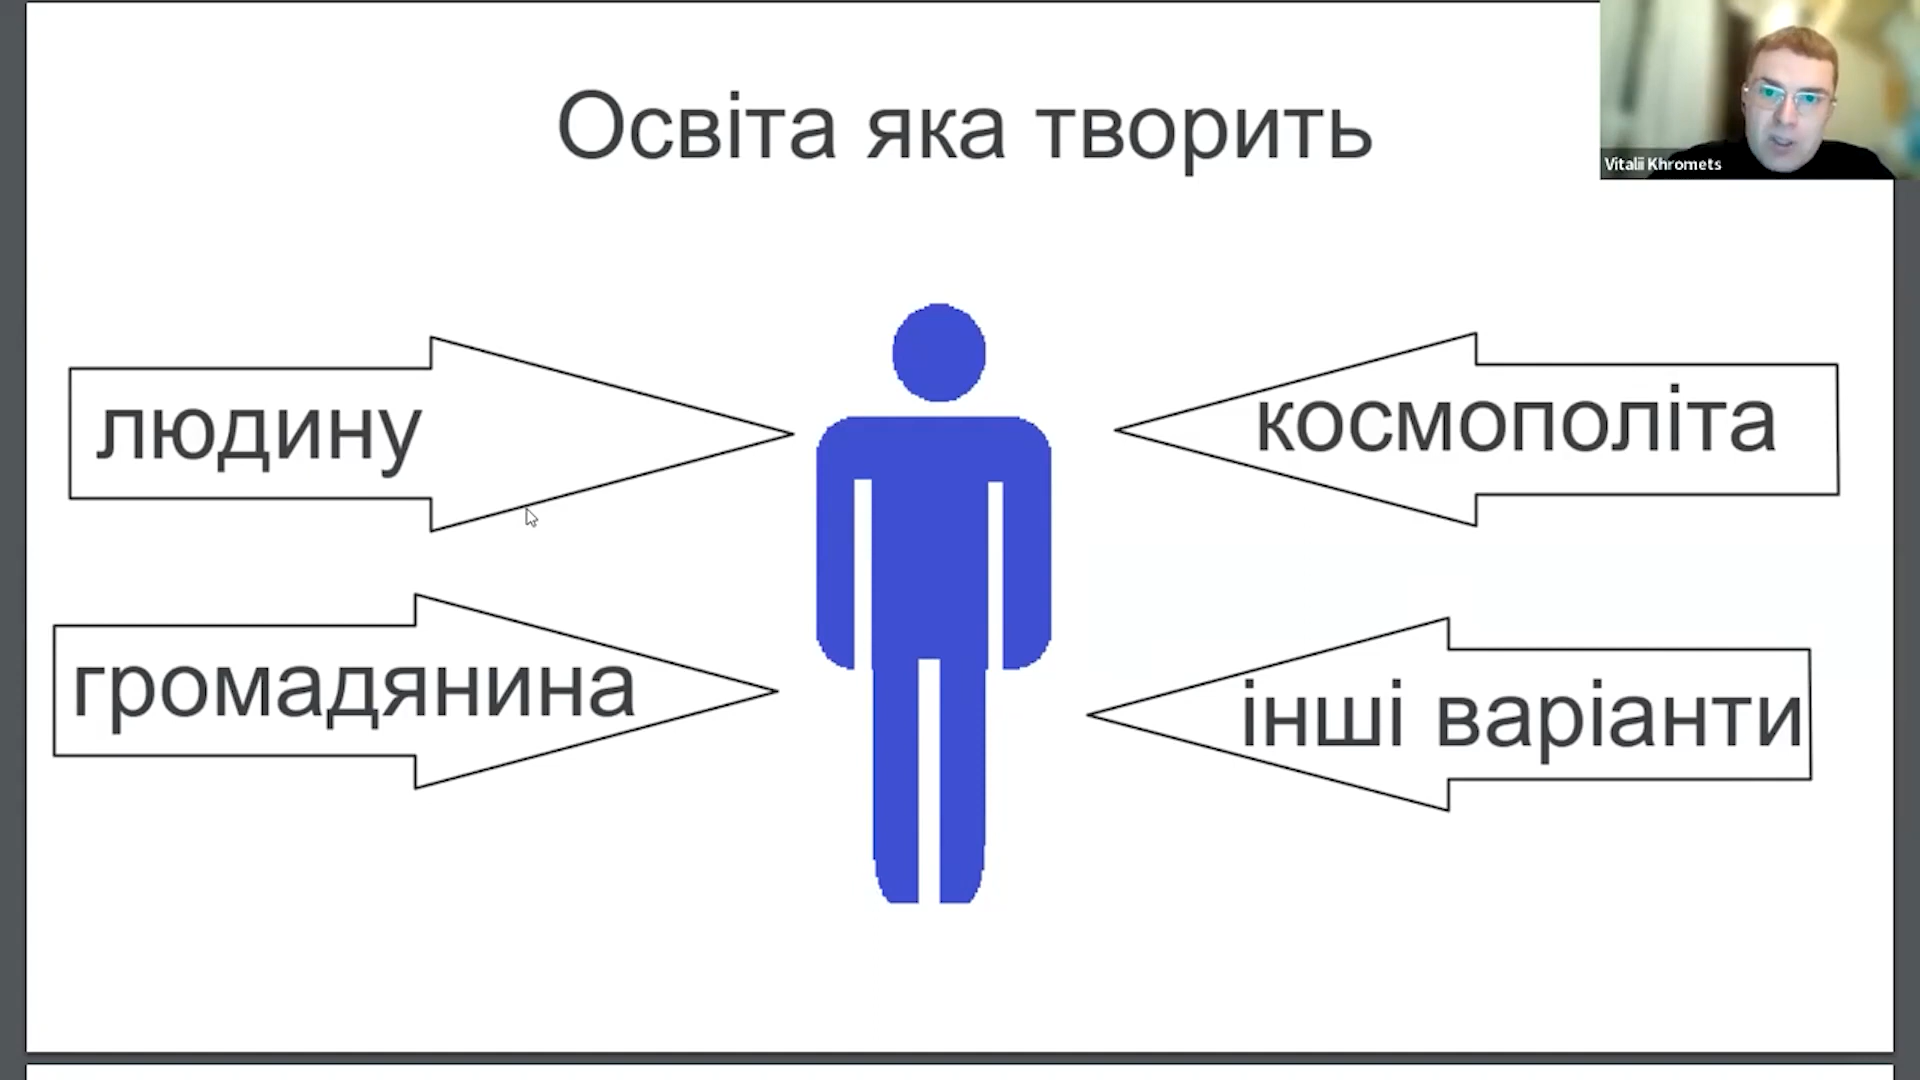 Освіта яка творить
Vitalii Khromets
людину
космополіта
громадянина
інші варіанти